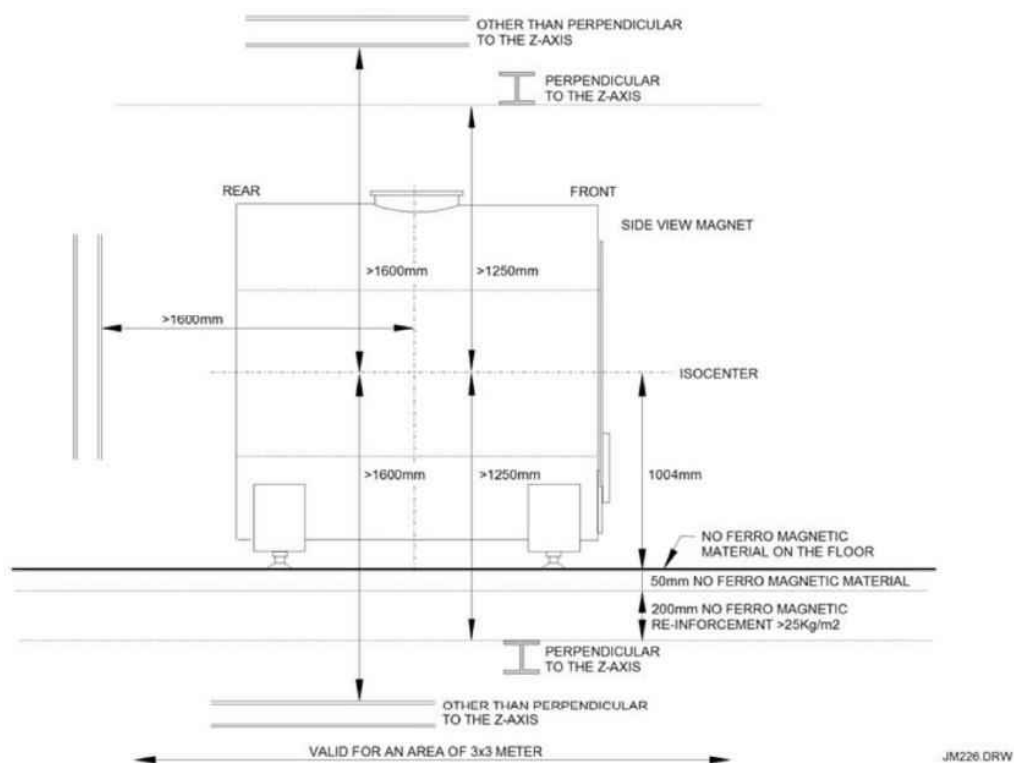 OTHER THAN PERPENDICULAR
TO THE Z-AXIS
PERPENDICULAR
TO THE Z-AXIS
REAR
FRONT
SIDE VIEW MAGNET
>1600mm
>1250mm
>1600mm
ISOCENTER
>1600mm
>1250mm
1004mm
NO FERRO MAGNETIC
MATERIAL ON THE FLOOR
50mm NO FERRO MAGNETIC MATERIAL
200mm NO FERRO MAGNETIC
RE-INFORCEMENT >25Kg/m2
PERPENDICULAR
TO THE Z-AXIS
OTHER THAN PERPENDICULAR
TO THE Z-AXIS
VALID FOR AN AREA OF 3x3 METER
JM226.DRW